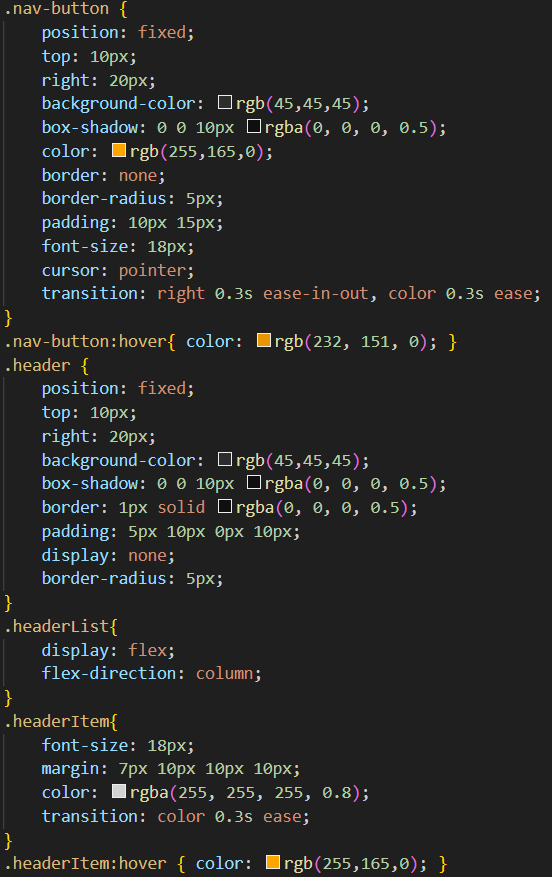 .nav-button {
    position: fixed;
    top: 10px;
    right: 20px;
    background-color: rgb(45,45,45);
    box-shadow: 0 0 10px rgba(0, 0, 0, 0.5);
    color: rgb(255,165,0);
    border: none;
    border-radius: 5px;
    padding: 10px 15px;
    font-size: 18px;
    cursor: pointer;
    transition: right 0.3s ease-in-out, color 0.3s ease;
}
.nav-button:hover{ color: rgb(232, 151, 0); }
.header {
    position: fixed;
    top: 10px;
    right: 20px;
    background-color: rgb(45,45,45);
    box-shadow: 0 0 10px rgba(0, 0, 0, 0.5);
    border: 1px solid rgba(0, 0, 0, 0.5);
    padding: 5px 10px 0px 10px;
    display: none;
    border-radius: 5px;
}
.headerList{
    display: flex;
    flex-direction: column;
}
.headerItem{
    font-size: 18px;
    margin: 7px 10px 10px 10px;
    color: rgba(255, 255, 255, 0.8);
    transition: color 0.3s ease;
}
.headerItem:hover { color: rgb(255,165,0); }